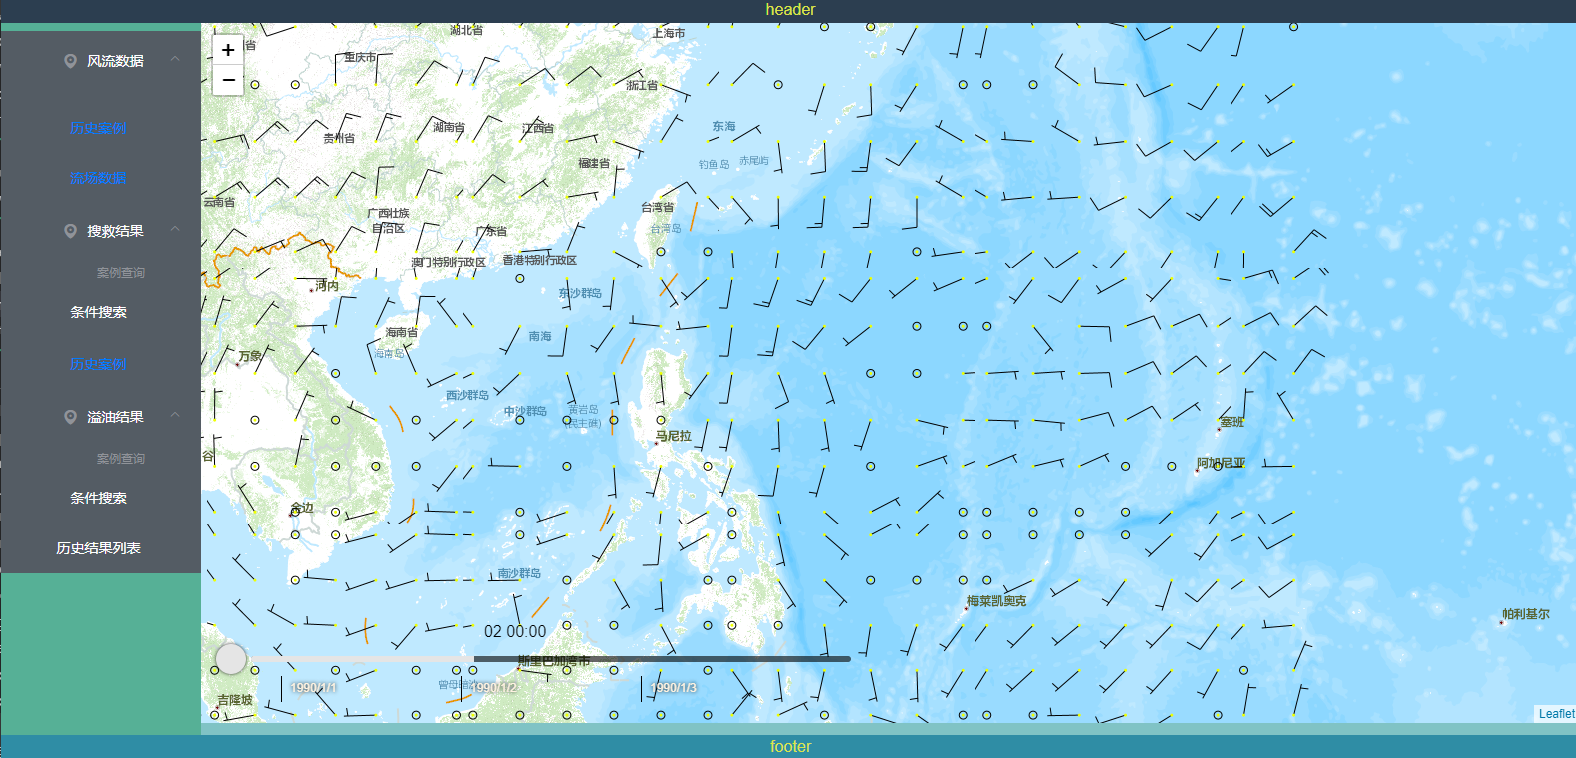 header
风流数据
历史案例
流场数据
搜救结果
案例查询
条件搜索
历史案例
溢油结果
案例查询
条件搜索
历史结果列表
+
−
省
湖北省
上海市
重庆市
浙江省
贵州省
湖南省
江西省
东海
福建省
钓鱼岛
赤尾屿
云南省
广西壮族
自治区
广东省
台湾省
台湾岛
澳门特别行政区
香港特别行政区
河内
东沙群岛
海南省
海南岛
南海
万象
西沙群岛
中沙群岛
黄岩岛
(民主礁)
马尼拉
塞班
谷
阿加尼亚
金边
南沙群岛
梅莱凯奥克
帕利基尔
02 00:00
斯里巴加湾市
曾母暗沙
1990/1/1
1990/1/2
1990/1/3
吉隆坡
Leaflet
footer